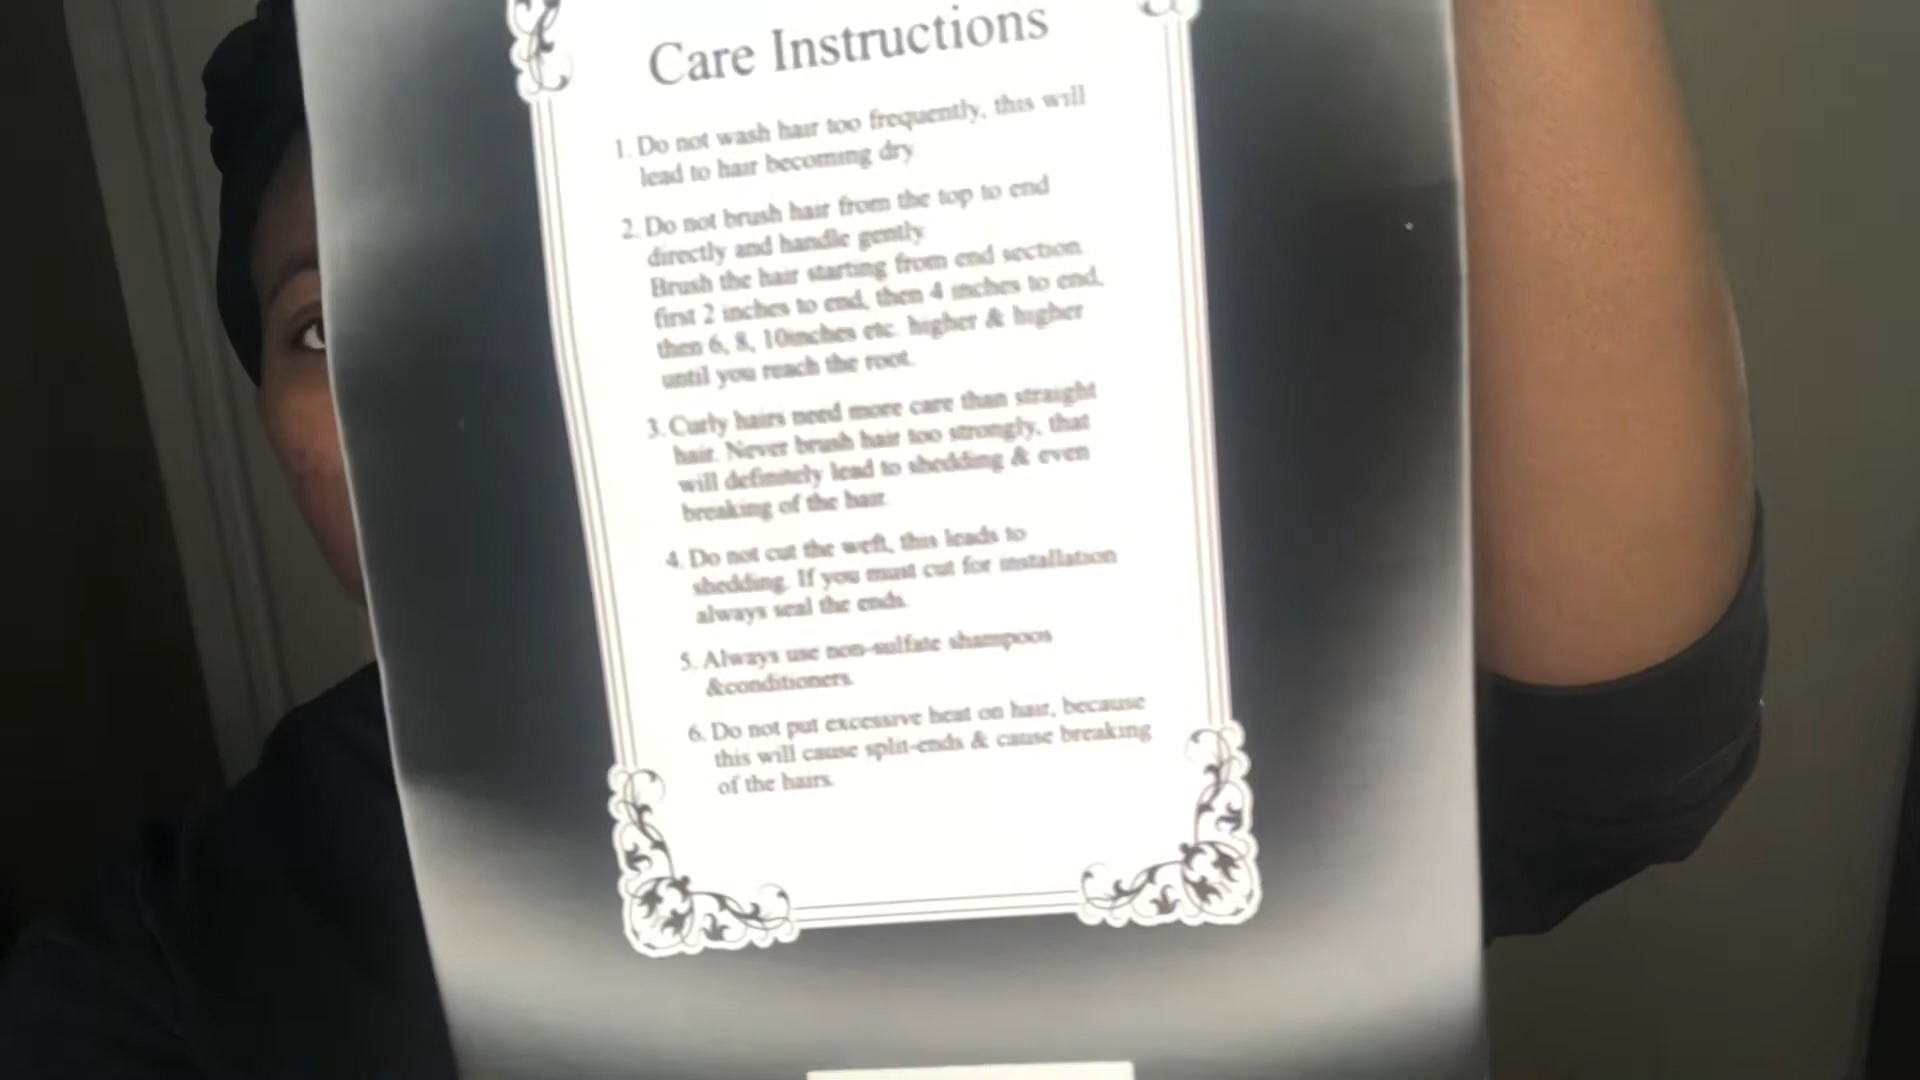 Care Instructions
1. Do not wash hair too frequently, this will
lead to hair becoming dry.
2. Do not brush hair from the top to end
directly and handle gently.
Brush the hair starting from end section.
first 2 inches to end, then 4 inches to end,
then 6, 8, 10inches etc. higher & higher
until you reach the root.
3. Curly hairs need more care than straight
hair. Never brush hair too strongly, that
will definitely lead to shedding & even
breaking of the hair.
4. Do not cut the weft, this leads to
shedding. If you must cut for installation
always seal the ends.
5. Always use non-sulfate shampoos
&conditioners.
6. Do not put excessive heat on hair, because
this will cause split-ends & cause breaking
of the hairs.